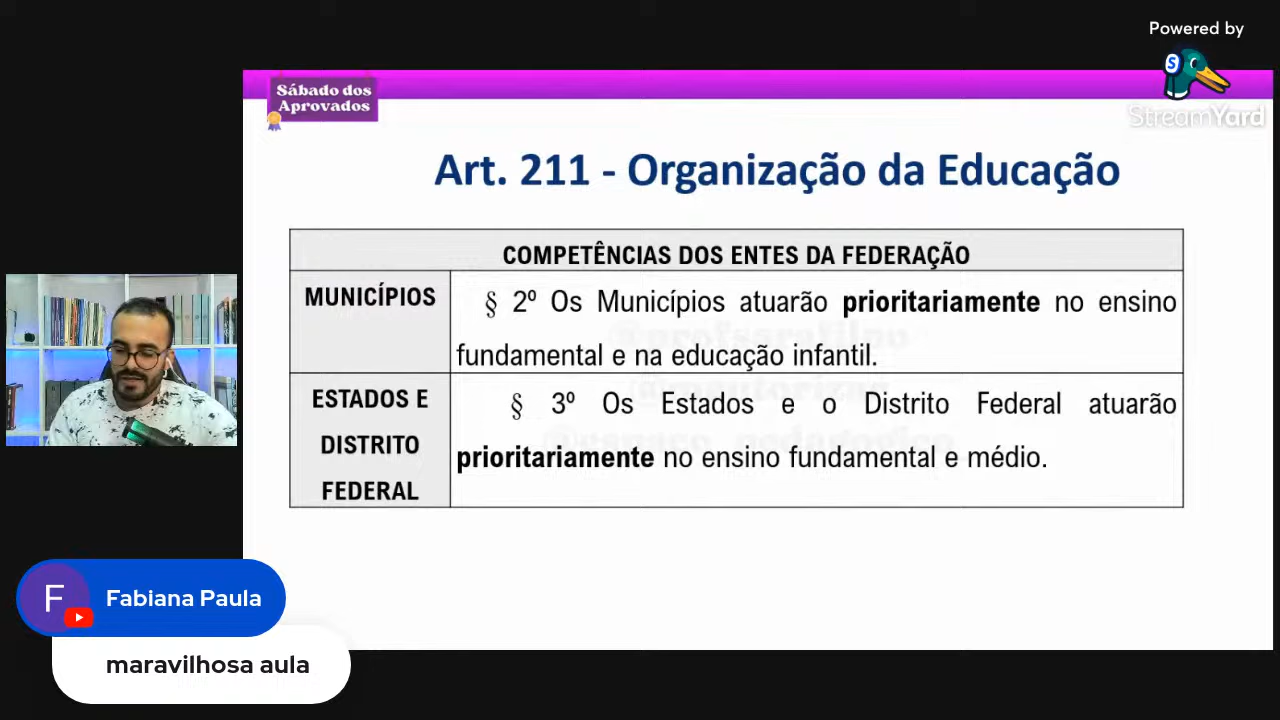 Powered by
StreamYard
Sábado dos
Aprovados
Art. 211 - Organização da Educação
COMPETÊNCIAS DOS ENTES DA FEDERAÇÃO
MUNICÍPIOS
§ 2º Os Municípios atuarão prioritariamente no ensino
fundamental e na educação infantil.
ESTADOS E
DISTRITO
FEDERAL
§ 3º Os Estados e o Distrito Federal atuarão
prioritariamente no ensino fundamental e médio.
@espaço_pedagogico
F
Fabiana Paula
maravilhosa aula